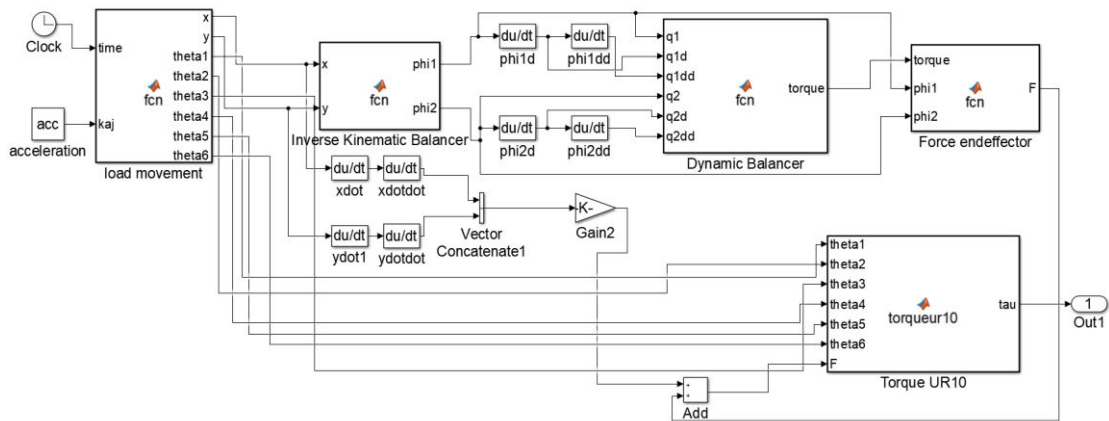 Clock
time
acc
acceleration
kaj
fcn
x
y
theta1
theta2
theta3
theta4
theta5
theta6
load movement
x
y
fcn
phi1
phi2
Inverse Kinematic Balancer
du/dt
phi1d
du/dt
phi1dd
du/dt
phi2d
du/dt
phi2dd
q1
q1d
q1dd
q2
q2d
q2dd
fcn
torque
Dynamic Balancer
torque
phi1
phi2
fcn
F
Force endeffector
du/dt
xdot
du/dt
xdotdot
du/dt
ydot1
du/dt
ydotdot
Vector
Concatenate1
-K-
Gain2
theta1
theta2
theta3
theta4
theta5
theta6
F
torqueur10
tau
Torque UR10
1
Out1
+
+
Add